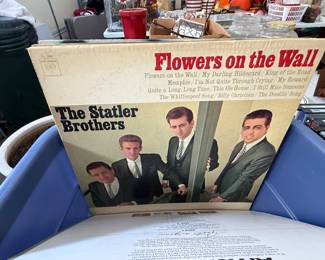 Flowers on the Wall
Flowers on the Wall / My Darling Hildegard / King of the Road
Memphis / I'm Not Quite Through Crying / My Reward
Quite a Long, Long Time / This Ole House / I Still Miss Someone
The Whiffenpoof Song / Billy Christian / The Doodlin' Song
The Statler
Brothers